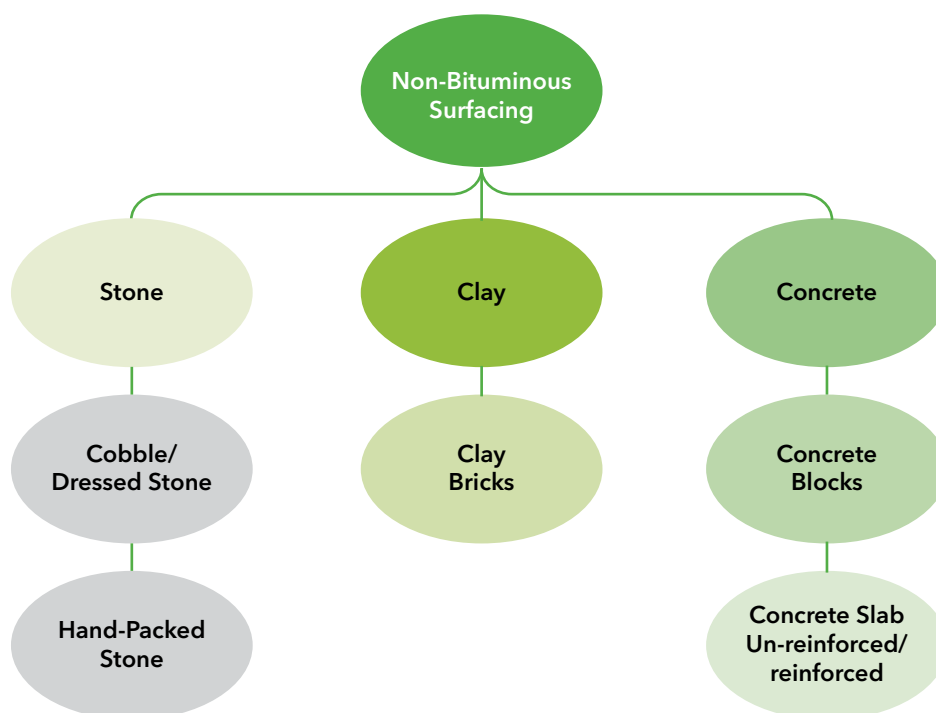 Non-Bituminous
Surfacing
Stone
Clay
Concrete
Cobble/
Dressed Stone
Clay
Bricks
Concrete
Blocks
Hand-Packed
Stone
Concrete Slab
Un-reinforced/
reinforced